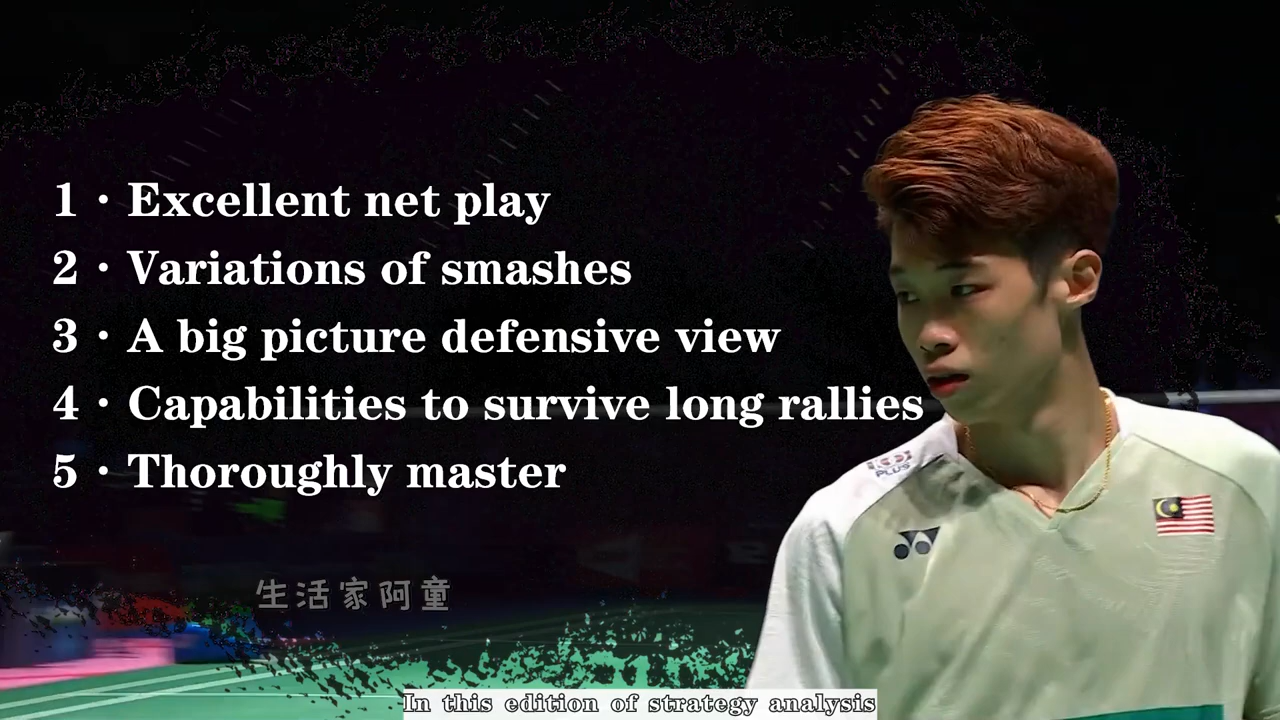 1 · Excellent net play
2 · Variations of smashes
3 · A big picture defensive view
4 · Capabilities to survive long rallies
5 · Thoroughly master
PLUS
生活家阿童
In this edition of strategy analysis